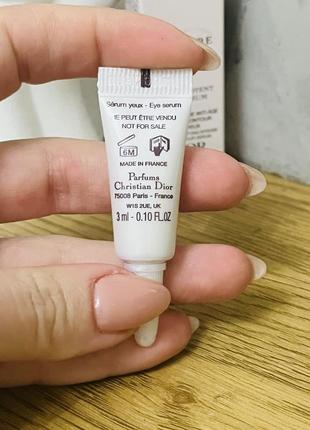 Sérum yeux - Eye serum
NE PEUT ÊTRE VENDU
NOT FOR SALE
6M
MADE IN FRANCE
Parfums
Christian Dior
75008 Paris - France
W1S 2UE, UK
3 ml - 0.10 FL.OZ